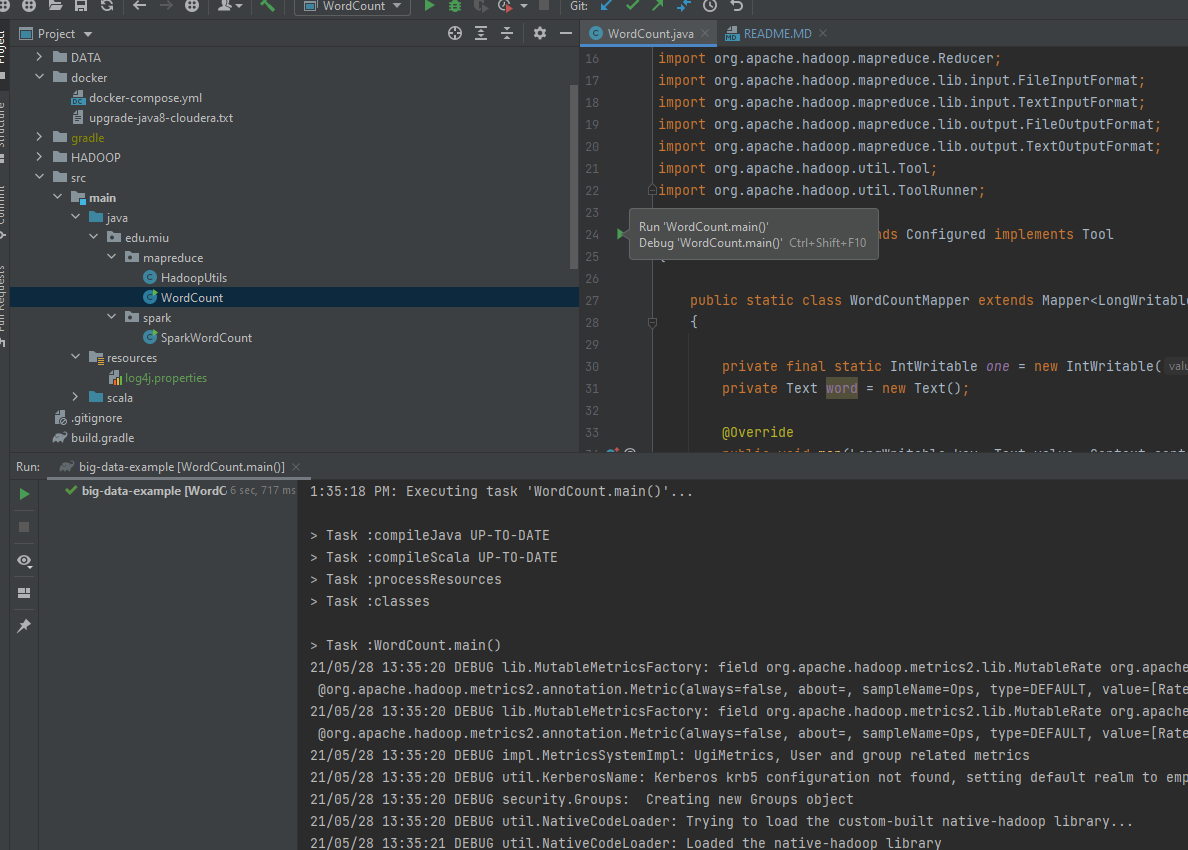 WordCount
Git:
Project
WordCount.java
README.MD
DATA
docker
docker-compose.yml
upgrade-java8-cloudera.txt
gradle
HADOOP
src
main
java
edu.miu
mapreduce
HadoopUtils
WordCount
spark
SparkWordCount
resources
log4j.properties
scala
.gitignore
build.gradle
Project
Structure
Commit
Pull Requests
16 import org.apache.hadoop.mapreduce.Reducer;
17 import org.apache.hadoop.mapreduce.lib.input.FileInputFormat;
18 import org.apache.hadoop.mapreduce.lib.input.TextInputFormat;
19 import org.apache.hadoop.mapreduce.lib.output.FileOutputFormat;
20 import org.apache.hadoop.mapreduce.lib.output.TextOutputFormat;
21 import org.apache.hadoop.util.Tool;
22 import org.apache.hadoop.util.ToolRunner;
23
Run 'WordCount.main()'
24 nds Configured implements Tool
Debug 'WordCount.main()' Ctrl+Shift+F10
25 {
26
27 public static class WordCountMapper extends Mapper<LongWritable
28 {
29
30 private final static IntWritable one = new IntWritable( valu
31 private Text word = new Text();
32
33 @Override
34 public void map(LongWritable key, Text value, Context cont
Run: big-data-example [WordCount.main()]
big-data-example [WordC 6 sec, 717 ms
1:35:18 PM: Executing task 'WordCount.main()'...
> Task :compileJava UP-TO-DATE
> Task :compileScala UP-TO-DATE
> Task :processResources
> Task :classes
> Task :WordCount.main()
21/05/28 13:35:20 DEBUG lib.MutableMetricsFactory: field org.apache.hadoop.metrics2.lib.MutableRate org.apache
@org.apache.hadoop.metrics2.annotation.Metric(always=false, about=, sampleName=Ops, type=DEFAULT, value=[Rate
21/05/28 13:35:20 DEBUG lib.MutableMetricsFactory: field org.apache.hadoop.metrics2.lib.MutableRate org.apache
@org.apache.hadoop.metrics2.annotation.Metric(always=false, about=, sampleName=Ops, type=DEFAULT, value=[Rate
21/05/28 13:35:20 DEBUG impl.MetricsSystemImpl: UgiMetrics, User and group related metrics
21/05/28 13:35:20 DEBUG util.KerberosName: Kerberos krb5 configuration not found, setting default realm to emp
21/05/28 13:35:20 DEBUG security.Groups:  Creating new Groups object
21/05/28 13:35:20 DEBUG util.NativeCodeLoader: Trying to load the custom-built native-hadoop library...
21/05/28 13:35:21 DEBUG util.NativeCodeLoader: Loaded the native-hadoop library